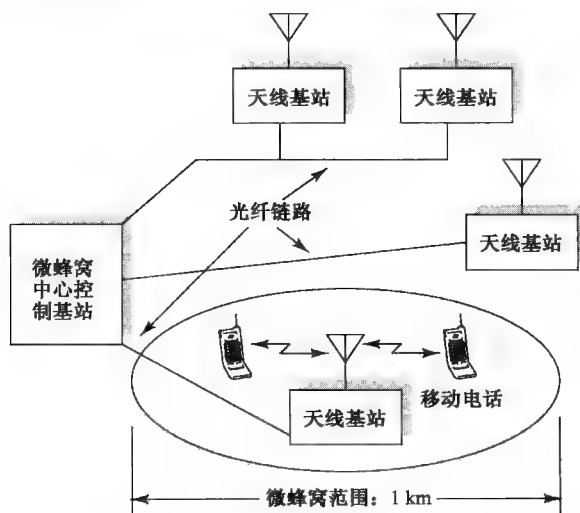 天线基站
天线基站
光纤链路
天线基站
微蜂窝
中心控
制基站
天线基站
移动电话
微蜂窝范围：1 km